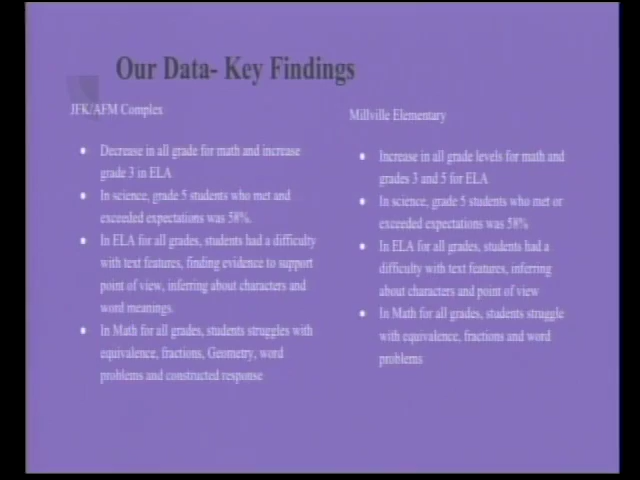 Our Data- Key Findings
JFK/AFM Complex
Decrease in all grade for math and increase
grade 3 in ELA
In science, grade 5 students who met and
exceeded expectations was 58%.
In ELA for all grades, students had a difficulty
with text features, finding evidence to support
point of view, inferring about characters and
word meanings.
In Math for all grades, students struggles with
equivalence, fractions, Geometry, word
problems and constructed response
Millville Elementary
Increase in all grade levels for math and
grades 3 and 5 for ELA
In science, grade 5 students who met or
exceeded expectations was 58%
In ELA for all grades, students had a
difficulty with text features, inferring
about characters and point of view
In Math for all grades, students struggle
with equivalence, fractions and word
problems